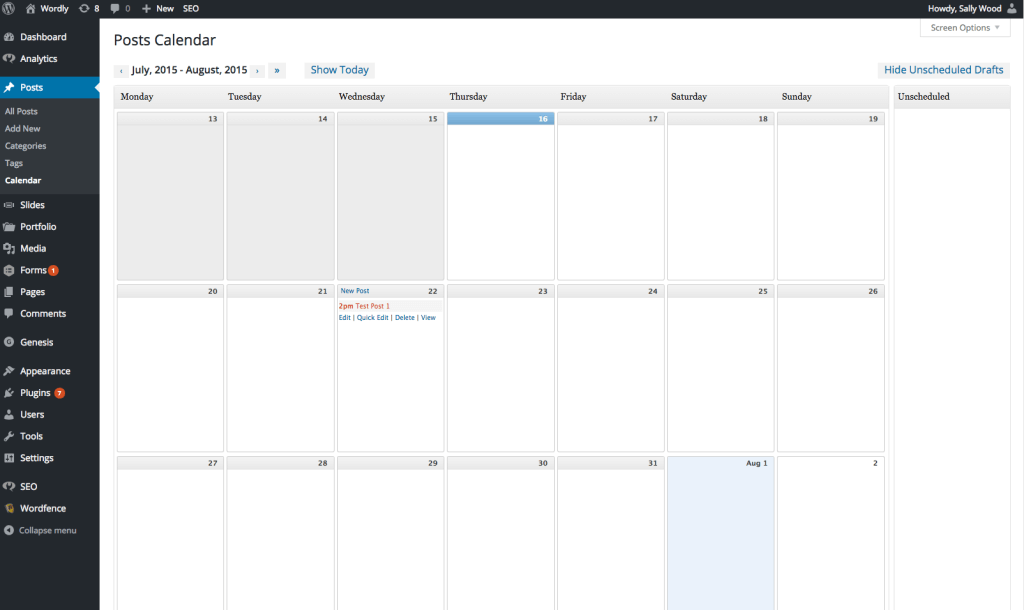 Wordly 8 0 New SEO Howdy, Sally Wood
Screen Options
Dashboard
Analytics
Posts
All Posts
Add New
Categories
Tags
Calendar
Slides
Portfolio
Media
Forms 1
Pages
Comments
Genesis
Appearance
Plugins 7
Users
Tools
Settings
SEO
Wordfence
Collapse menu
Posts Calendar
‹ July, 2015 - August, 2015 › » Show Today Hide Unscheduled Drafts
Monday Tuesday Wednesday Thursday Friday Saturday Sunday Unscheduled
13 14 15 16 17 18 19
20 21 New Post 22 23 24 25 26
2pm Test Post 1
Edit | Quick Edit | Delete | View
27 28 29 30 31 Aug 1 2